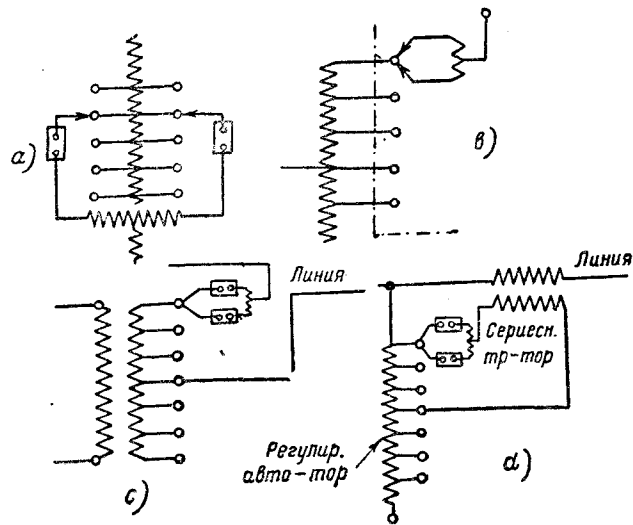 а)
в)
Линия
Линия
Сериесн.
тр-тор
Регулир.
авто-тор
с)
d)